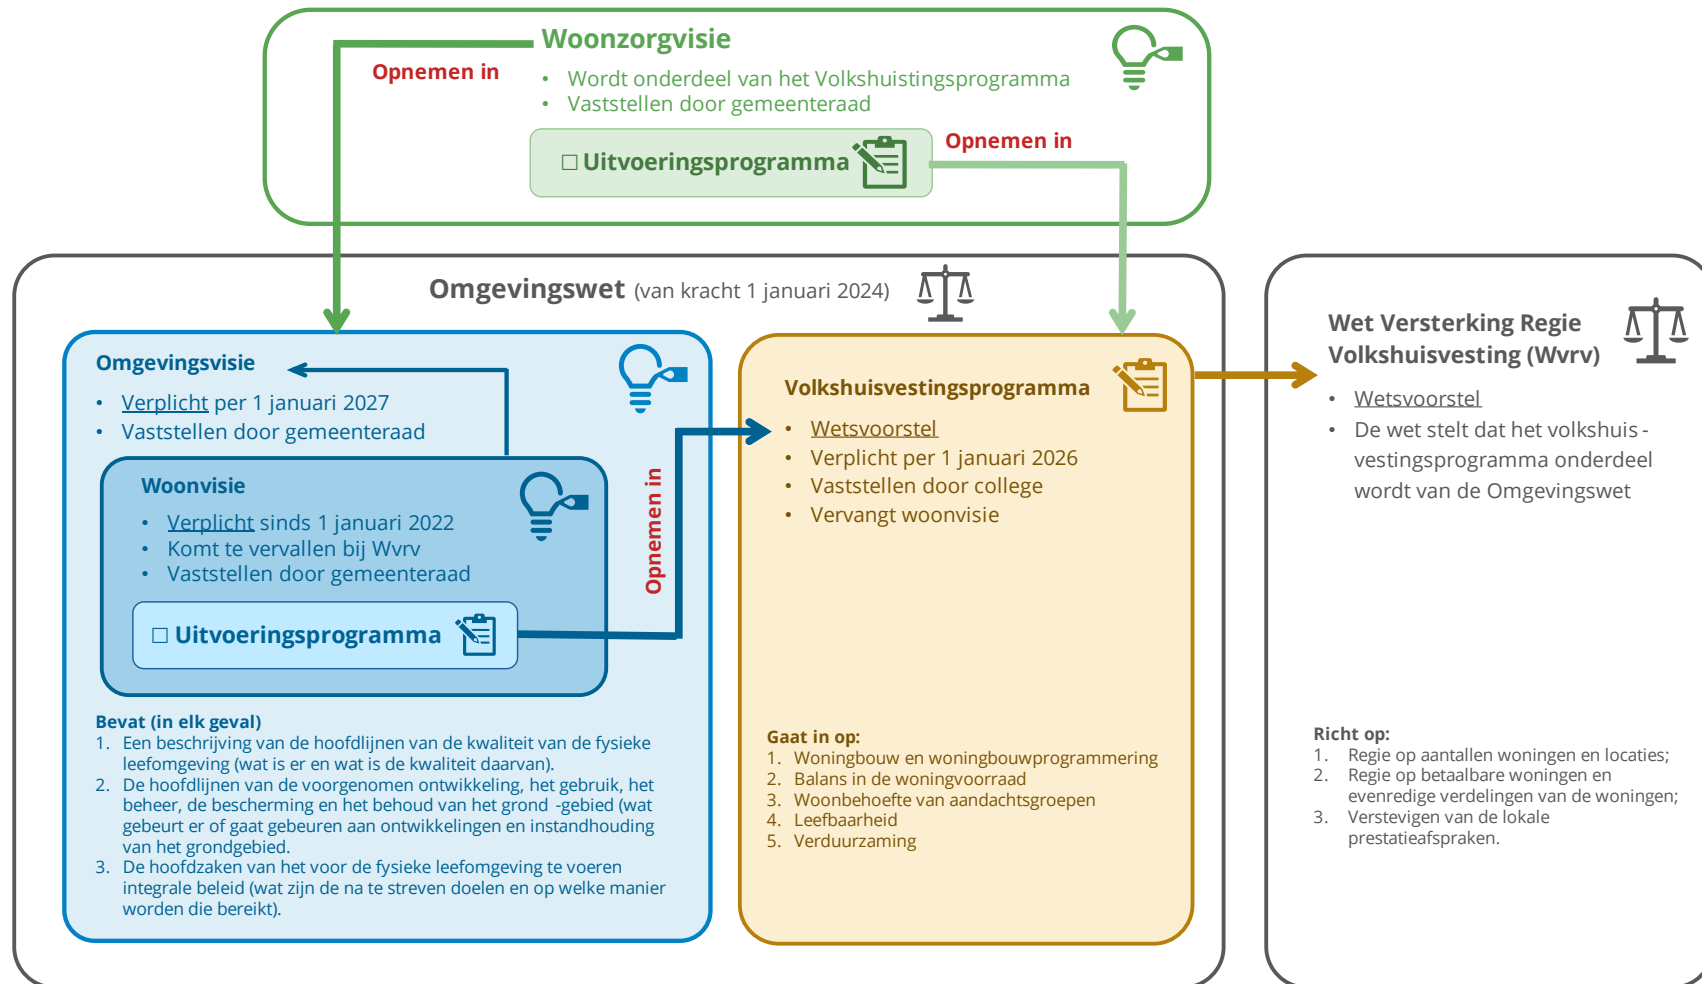 Woonzorgvisie
Opnemen in
• Wordt onderdeel van het Volkshuistingsprogramma
• Vaststellen door gemeenteraad
□ Uitvoeringsprogramma
Opnemen in
Omgevingswet (van kracht 1 januari 2024)
Omgevingsvisie
• Verplicht per 1 januari 2027
• Vaststellen door gemeenteraad
Woonvisie
• Verplicht sinds 1 januari 2022
• Komt te vervallen bij Wvrv
• Vaststellen door gemeenteraad
□ Uitvoeringsprogramma
Opnemen in
Bevat (in elk geval)
1. Een beschrijving van de hoofdlijnen van de kwaliteit van de fysieke
leefomgeving (wat is er en wat is de kwaliteit daarvan).
2. De hoofdlijnen van de voorgenomen ontwikkeling, het gebruik, het
beheer, de bescherming en het behoud van het grond -gebied (wat
gebeurt er of gaat gebeuren aan ontwikkelingen en instandhouding
van het grondgebied.
3. De hoofdzaken van het voor de fysieke leefomgeving te voeren
integrale beleid (wat zijn de na te streven doelen en op welke manier
worden die bereikt).
Volkshuisvestingsprogramma
• Wetsvoorstel
• Verplicht per 1 januari 2026
• Vaststellen door college
• Vervangt woonvisie
Gaat in op:
1. Woningbouw en woningbouwprogrammering
2. Balans in de woningvoorraad
3. Woonbehoefte van aandachtsgroepen
4. Leefbaarheid
5. Verduurzaming
Wet Versterking Regie
Volkshuisvesting (Wvrv)
• Wetsvoorstel
• De wet stelt dat het volkshuis -
vestingsprogramma onderdeel
wordt van de Omgevingswet
Richt op:
1. Regie op aantallen woningen en locaties;
2. Regie op betaalbare woningen en
evenredige verdelingen van de woningen;
3. Verstevigen van de lokale
prestatieafspraken.